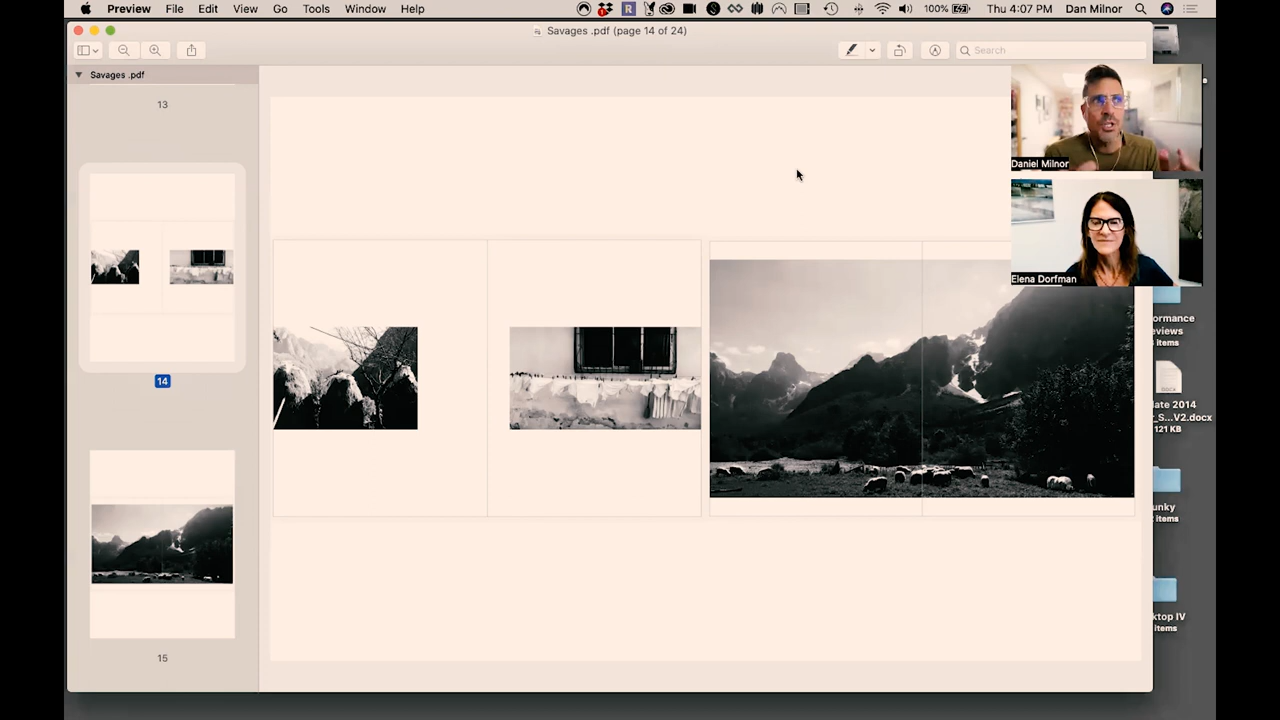 Preview File Edit View Go Tools Window Help
100% Thu 4:07 PM Dan Milnor
Savages .pdf (page 14 of 24)
Search
Savages .pdf
13
14
15
Daniel Milnor
Elena Dorfman
ormance
eviews
items
DOCX
late 2014
_S...V2.docx
121 KB
unky
items
ktop IV
items